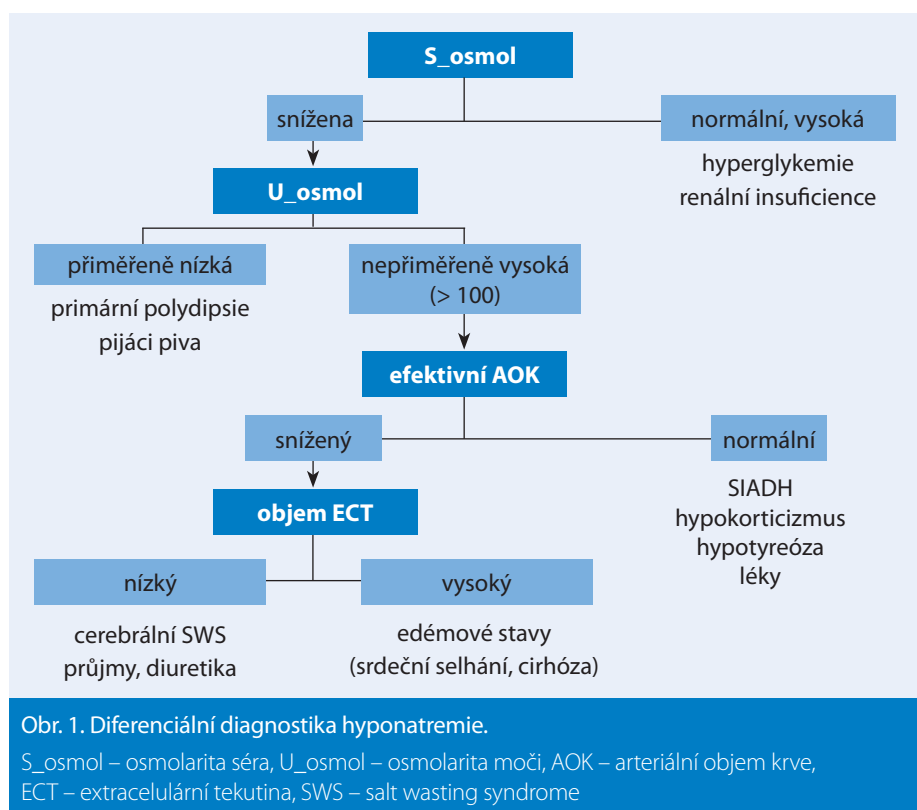 S_osmol
snížena
normální, vysoká
hyperglykemie
renální insuficience
U_osmol
přiměřeně nízká
primární polydipsie
pijáci piva
nepřiměřeně vysoká
(> 100)
efektivní AOK
snížený
normální
SIADH
hypokorticizmus
hypotyreóza
léky
objem ECT
nízký
cerebrální SWS
průjmy, diuretika
vysoký
edémové stavy
(srdeční selhání, cirhóza)
Obr. 1. Diferenciální diagnostika hyponatremie.
S_osmol – osmolarita séra, U_osmol – osmolarita moči, AOK – arteriální objem krve,
ECT – extracelulární tekutina, SWS – salt wasting syndrome